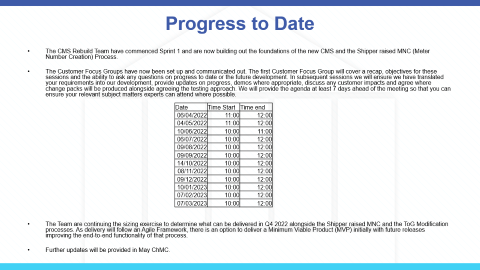 Progress to Date
• The CMS Rebuild Team have commenced Sprint 1 and are now building out the foundations of the new CMS and the Shipper raised MNC (Meter
Number Creation) Process.
• The Customer Focus Groups have now been set up and communicated out. The first Customer Focus Group will cover a recap, objectives for these
sessions and the ability to ask any questions on progress to date or the future development. In subsequent sessions we will ensure we have translated
your requirements into our development, provide updates on progress, demos where appropriate, discuss any customer impacts and agree where
change packs will be produced alongside agreeing the testing approach. We will provide the agenda at least 7 days ahead of the meeting so that you can
ensure your relevant subject matters experts can attend where possible.
Date Time Start Time end
06/04/2022 11:00 12:00
04/05/2022 11:00 12:00
10/06/2022 10:00 11:00
06/07/2022 10:00 12:00
09/08/2022 10:00 12:00
09/09/2022 10:00 12:00
14/10/2022 10:00 12:00
08/11/2022 10:00 12:00
09/12/2022 10:00 12:00
10/01/2023 10:00 12:00
07/02/2023 10:00 12:00
07/03/2023 10:00 12:00
• The Team are continuing the sizing exercise to determine what can be delivered in Q4 2022 alongside the Shipper raised MNC and the ToG Modification
processes. As delivery will follow an Agile Framework, there is an option to deliver a Minimum Viable Product (MVP) initially with future releases
improving the end-to-end functionality of that process.
• Further updates will be provided in May ChMC.